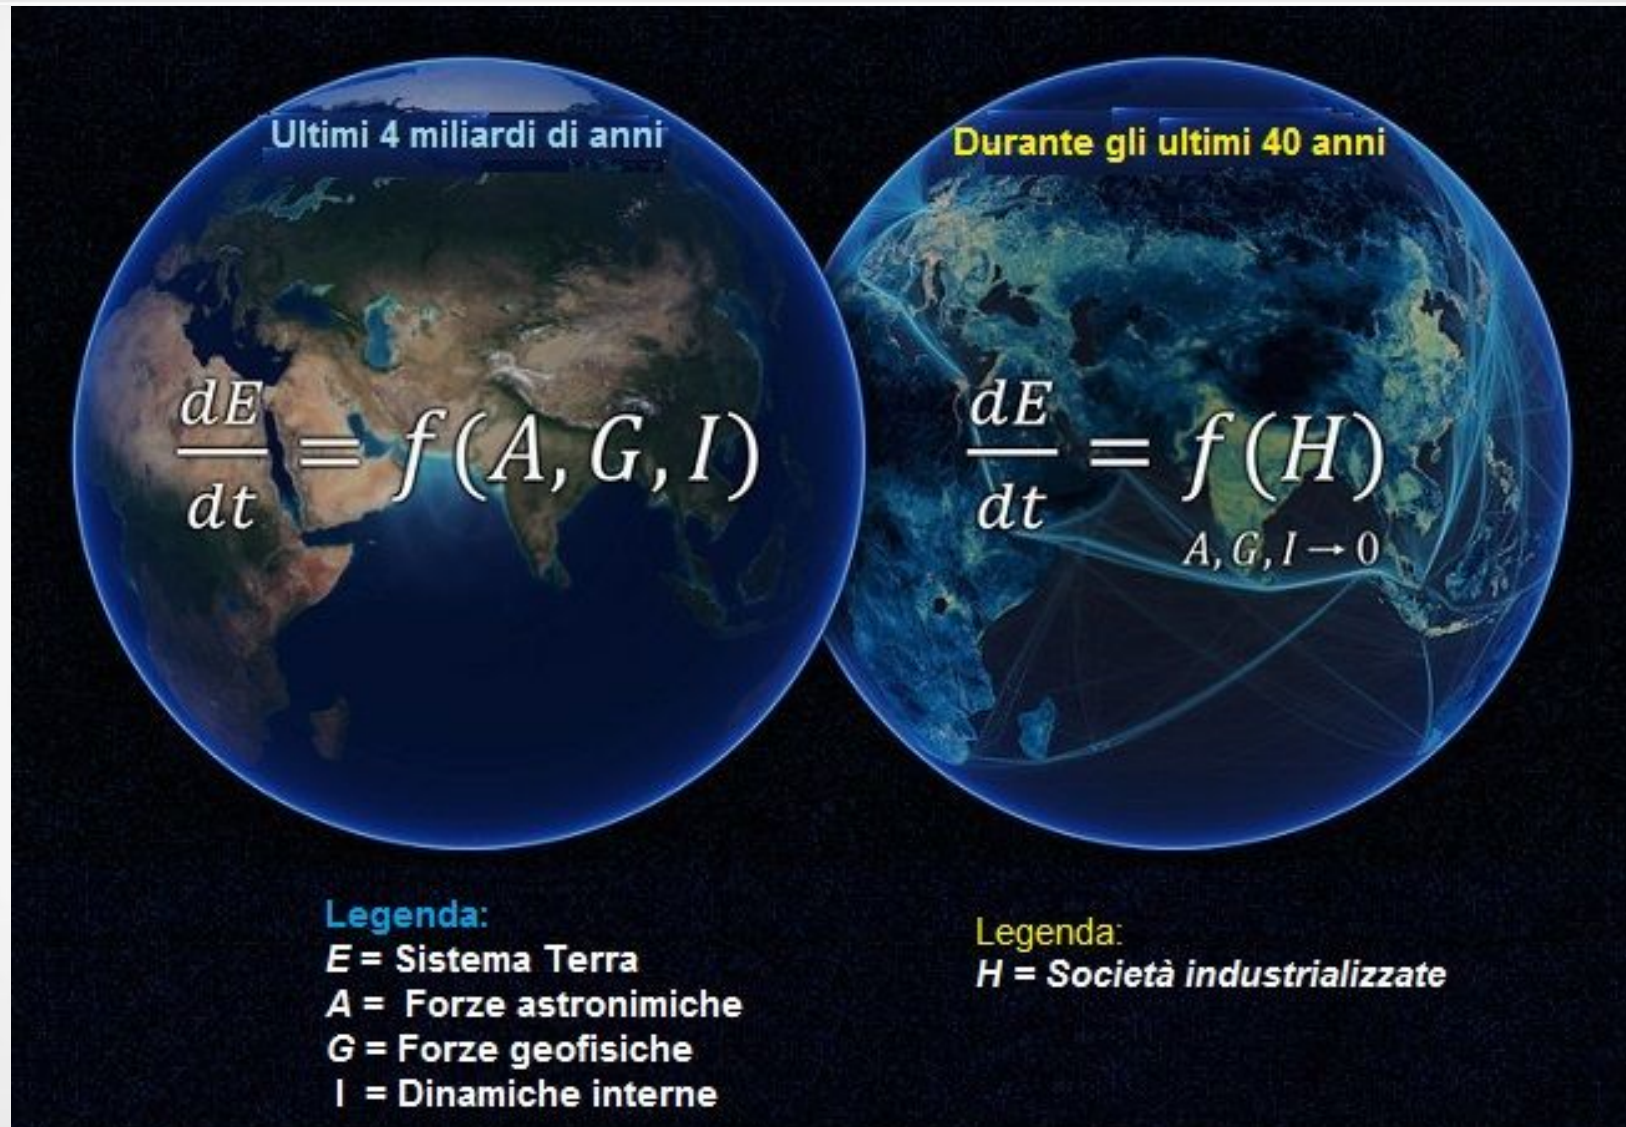 Ultimi 4 miliardi di anni
dE/dt = f(A, G, I)
Legenda:
E = Sistema Terra
A = Forze astronimiche
G = Forze geofisiche
I = Dinamiche interne
Durante gli ultimi 40 anni
dE/dt = f(H)
A, G, I → 0
Legenda:
H = Società industrializzate